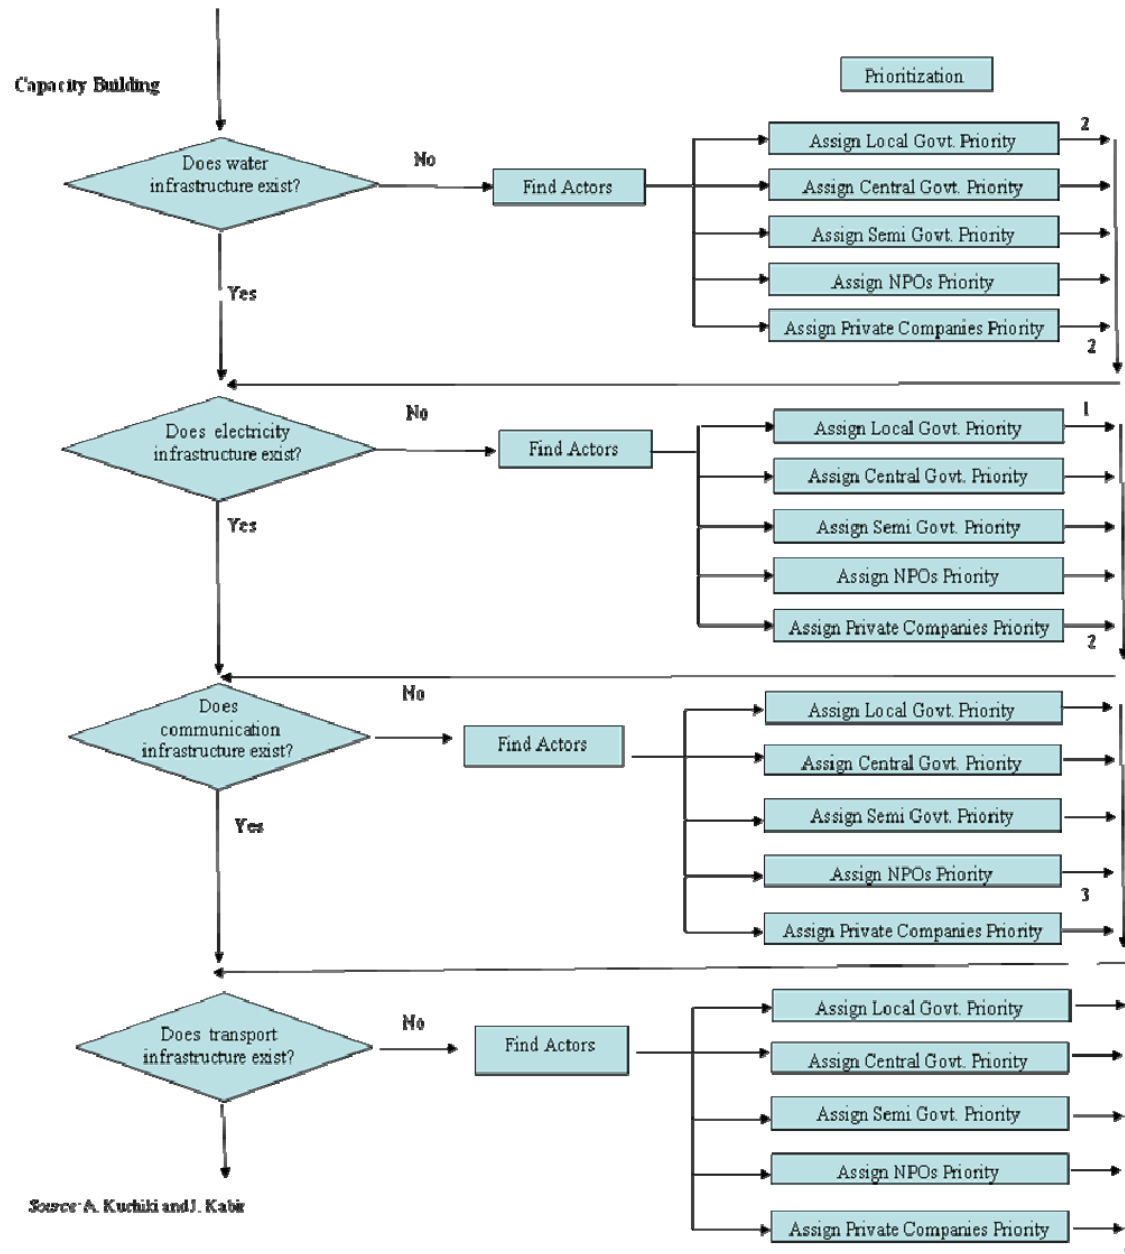 Capacity Building
Prioritization
Does water
infrastructure exist?
No
Find Actors
2
Assign Local Govt. Priority
Assign Central Govt. Priority
Assign Semi Govt. Priority
Assign NPOs Priority
Assign Private Companies Priority
2
Yes
Does electricity
infrastructure exist?
No
Find Actors
1
Assign Local Govt. Priority
Assign Central Govt. Priority
Assign Semi Govt. Priority
Assign NPOs Priority
Assign Private Companies Priority
2
Yes
Does
communication
infrastructure exist?
No
Find Actors
Assign Local Govt. Priority
Assign Central Govt. Priority
Assign Semi Govt. Priority
Assign NPOs Priority
3
Assign Private Companies Priority
Yes
Does transport
infrastructure exist?
No
Find Actors
Assign Local Govt. Priority
Assign Central Govt. Priority
Assign Semi Govt. Priority
Assign NPOs Priority
Assign Private Companies Priority
Source: A. Kuchiki and J. Kabir